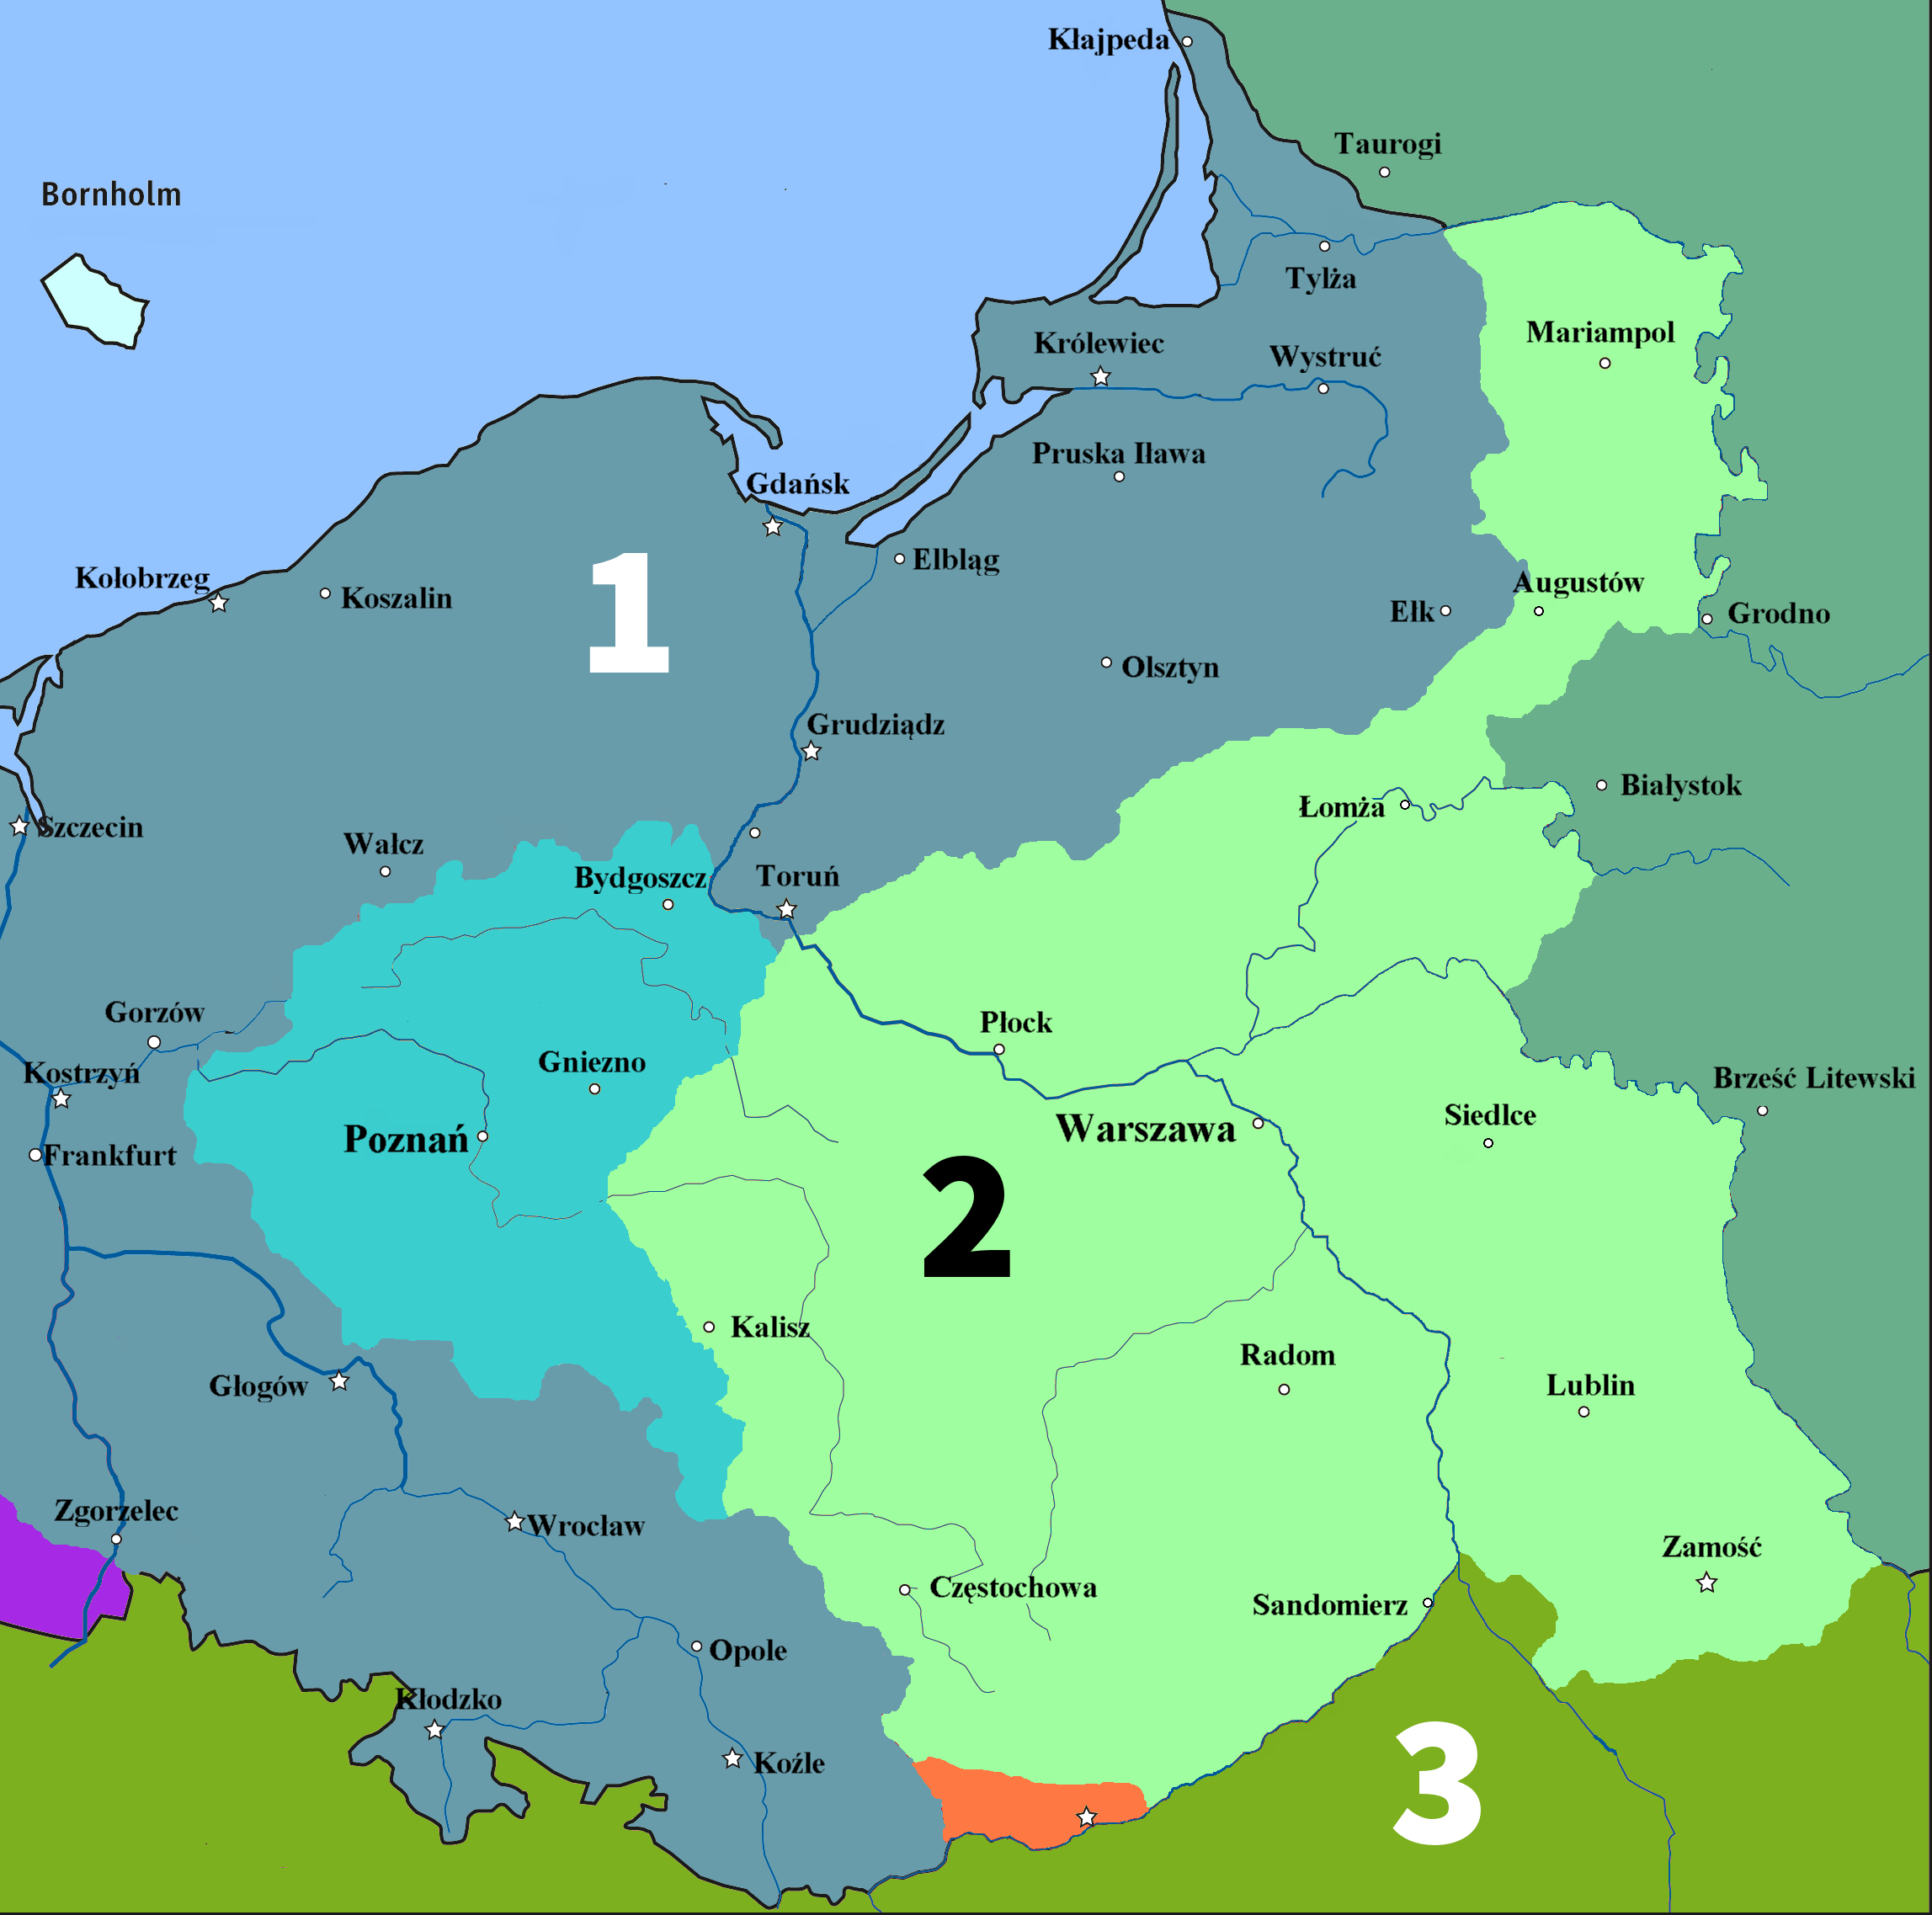 Kłajpeda
Taurogi
Bornholm
Tylża
Mariampol
Królewiec
Wystruć
Pruska Iława
Gdańsk
Elbląg
Kołobrzeg
Koszalin
1
Augustów
Ełk
Grodno
Olsztyn
Grudziądz
Białystok
Łomża
Szczecin
Wałcz
Bydgoszcz
Toruń
Gorzów
Płock
Kostrzyń
Gniezno
Brześć Litewski
Siedlce
Warszawa
Poznań
Frankfurt
2
Kalisz
Radom
Głogów
Lublin
Zgorzelec
Wrocław
Zamość
Częstochowa
Sandomierz
Opole
Kłodzko
Koźle
3